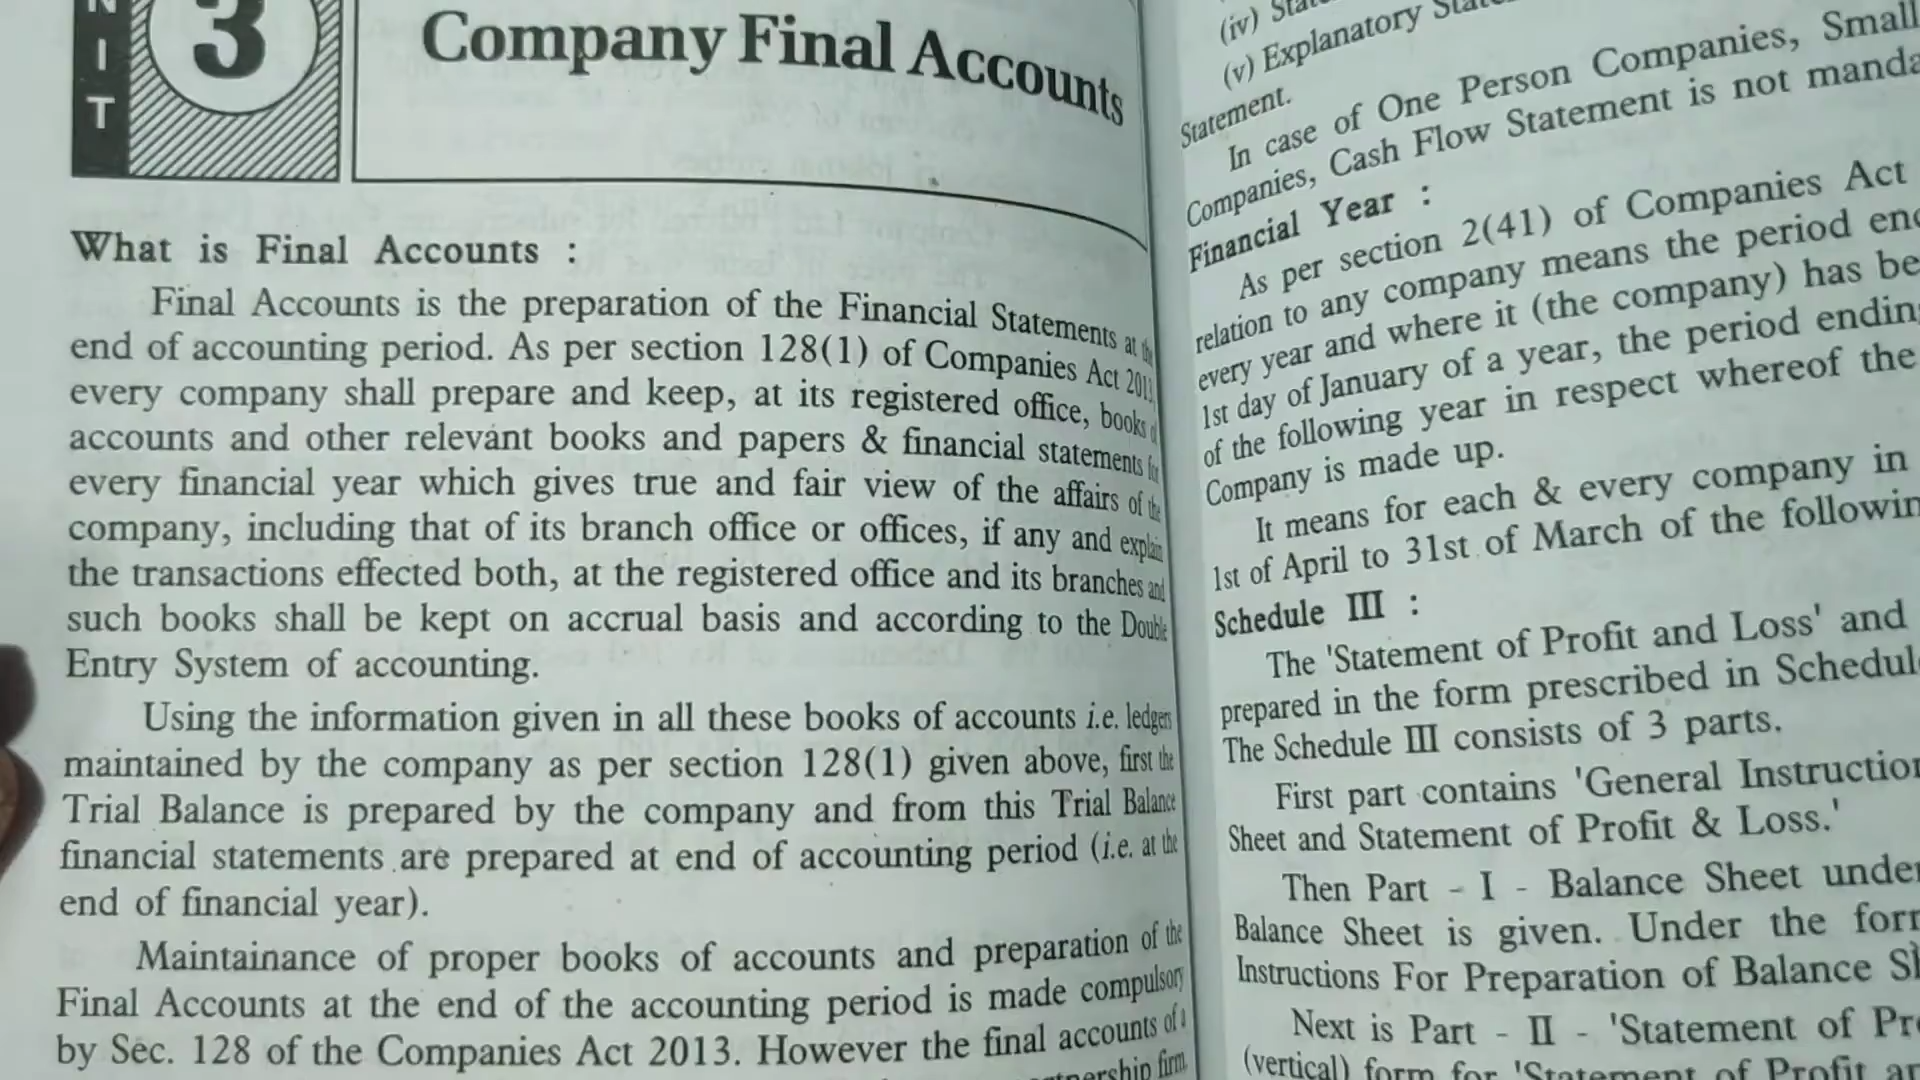 N
I
T
3
Company Final Accounts
What is Final Accounts :
Final Accounts is the preparation of the Financial Statements at the
end of accounting period. As per section 128(1) of Companies Act 2013,
every company shall prepare and keep, at its registered office, books of
accounts and other relevant books and papers & financial statements for
every financial year which gives true and fair view of the affairs of the
company, including that of its branch office or offices, if any and explain
the transactions effected both, at the registered office and its branches and
such books shall be kept on accrual basis and according to the Double
Entry System of accounting.
Using the information given in all these books of accounts i.e. ledgers
maintained by the company as per section 128(1) given above, first the
Trial Balance is prepared by the company and from this Trial Balance
financial statements are prepared at end of accounting period (i.e. at the
end of financial year).
Maintainance of proper books of accounts and preparation of the
Final Accounts at the end of the accounting period is made compulsory
by Sec. 128 of the Companies Act 2013. However the final accounts of a
firm
(iv)
(v) Explanatory
Statement.
In case of One Person Companies, Small
Companies, Cash Flow Statement is not
Financial Year :
As per section 2(41) of Companies Act
relation to any company means the period
every year and where it (the company) has
1st day of January of a year, the period
of the following year in respect whereof the
Company is made up.
It means for each & every company in
1st of April to 31st of March of the
Schedule III :
The 'Statement of Profit and Loss' and
prepared in the form prescribed in
The Schedule III consists of 3 parts.
First part contains 'General
Sheet and Statement of Profit & Loss.'
Then Part - I - Balance Sheet
Balance Sheet is given. Under the
Instructions For Preparation of Balance
Next is Part - II - 'Statement of
(vertical) form for 'Statement of Profit